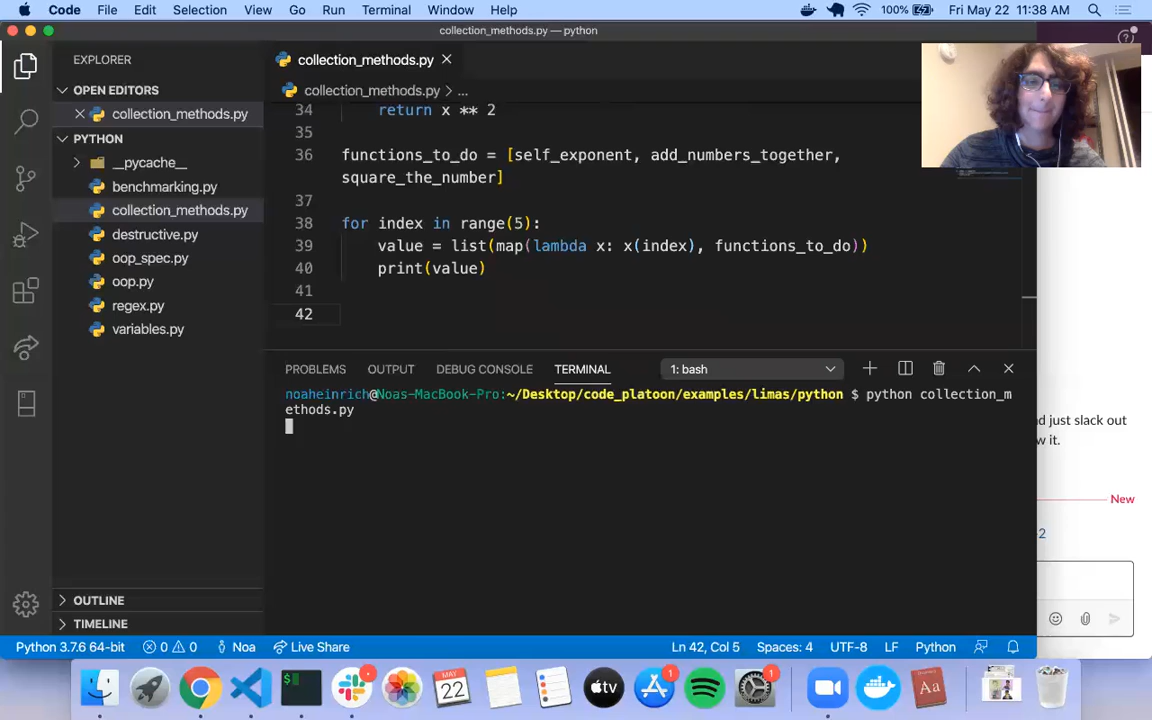 Code File Edit Selection View Go Run Terminal Window Help 100% Fri May 22 11:38 AM
collection_methods.py — python
EXPLORER
collection_methods.py
OPEN EDITORS
collection_methods.py > ...
collection_methods.py
PYTHON
__pycache__
benchmarking.py
collection_methods.py
destructive.py
oop_spec.py
oop.py
regex.py
variables.py
34 return x ** 2
35
36 functions_to_do = [self_exponent, add_numbers_together,
square_the_number]
37
38 for index in range(5):
39 value = list(map(lambda x: x(index), functions_to_do))
40 print(value)
41
42
PROBLEMS OUTPUT DEBUG CONSOLE TERMINAL 1: bash
noaheinrich@Noas-MacBook-Pro:~/Desktop/code_platoon/examples/limas/python $ python collection_m
ethods.py
d just slack out
w it.
New
2
OUTLINE
TIMELINE
Python 3.7.6 64-bit 0 0 Noa Live Share Ln 42, Col 5 Spaces: 4 UTF-8 LF Python
MAY
22
$
tv
1
1
Aa